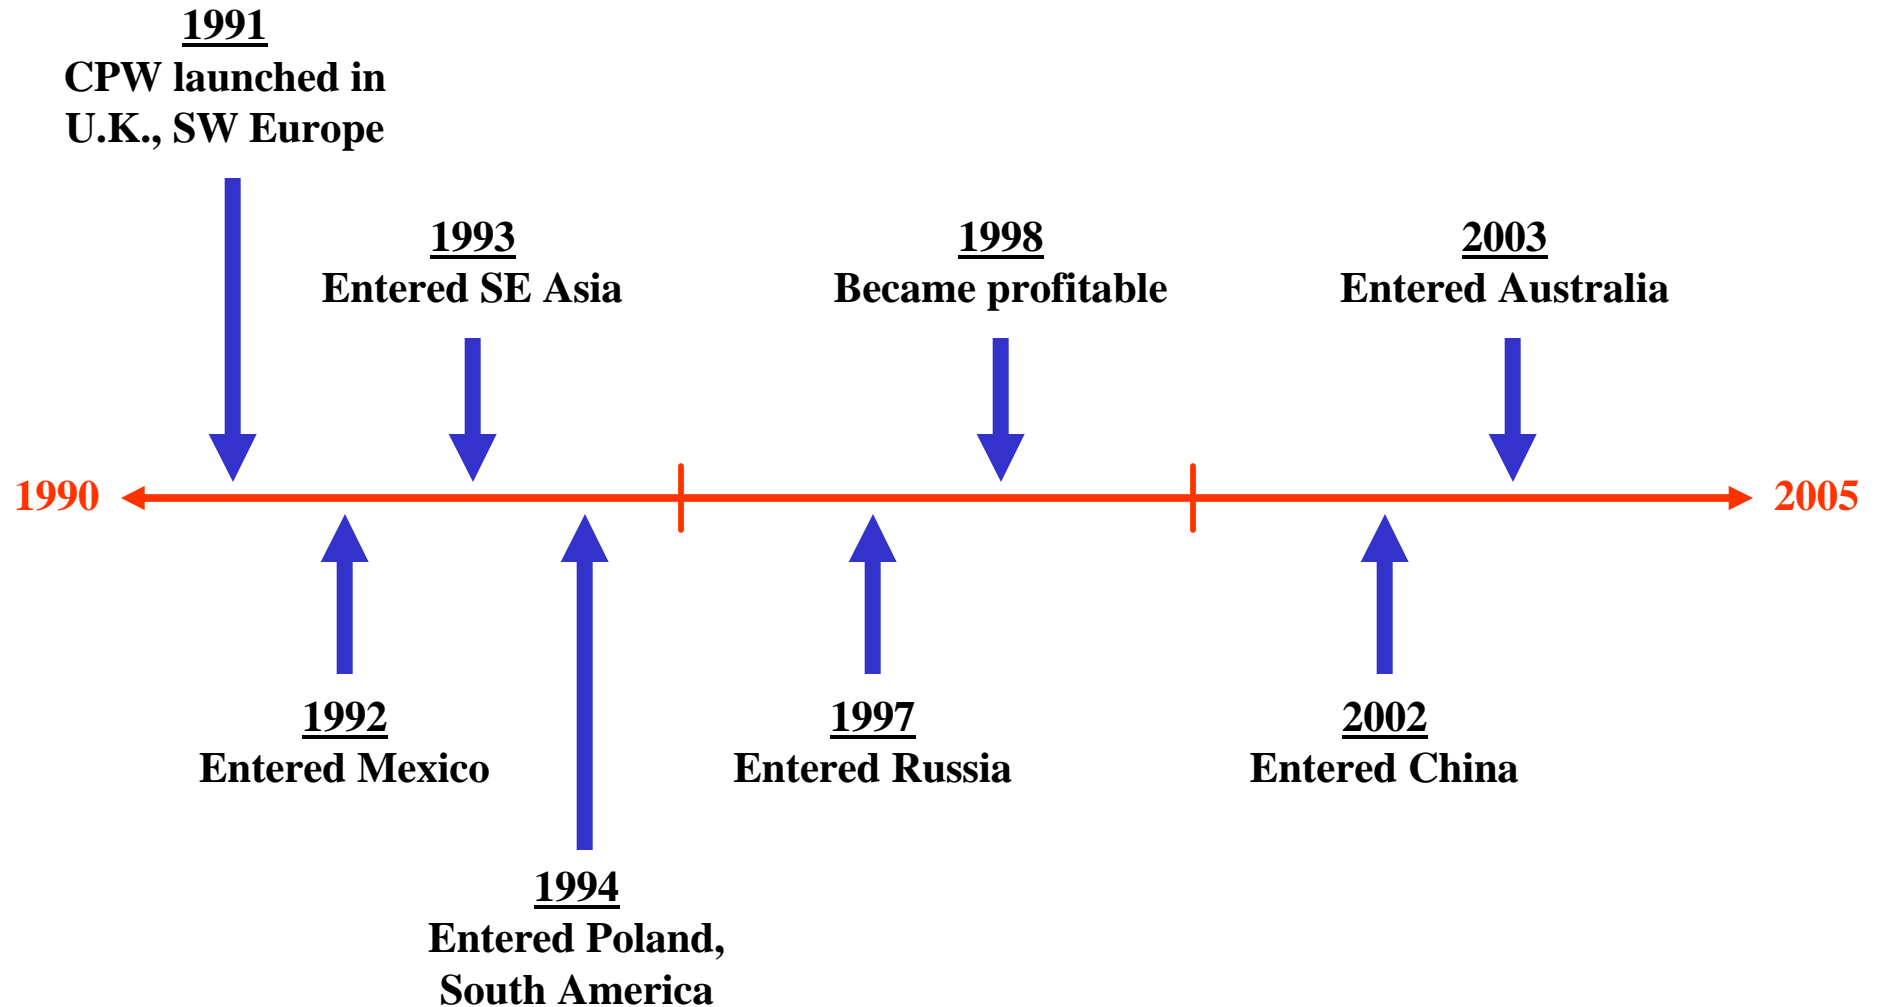 1991
CPW launched in
U.K., SW Europe
1993
Entered SE Asia
1998
Became profitable
2003
Entered Australia
1990
2005
1992
Entered Mexico
1997
Entered Russia
2002
Entered China
1994
Entered Poland,
South America